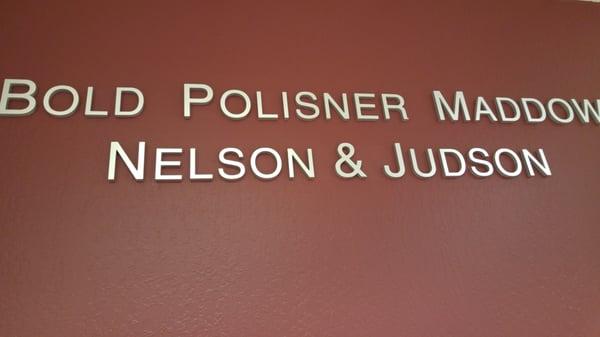 BOLD POLISNER MADDOW
NELSON & JUDSON